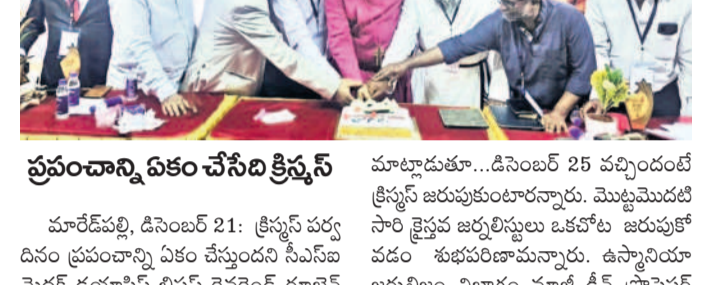 ప్రపంచాన్ని ఏకం చేసేది క్రిస్మస్
మారేడ్‌పల్లి, డిసెంబర్ 21: క్రిస్మస్ పర్వ
దినం ప్రపంచాన్ని ఏకం చేస్తుందని సీఎస్ఐ
మాట్లాడుతూ...డిసెంబర్ 25 వచ్చిందంటే
క్రిస్మస్ జరుపుకుంటారన్నారు. మొట్టమొదటి
సారి క్రైస్తవ జర్నలిస్టులు ఒకచోట జరుపుకో
వడం శుభపరిణామన్నారు. ఉస్మానియా